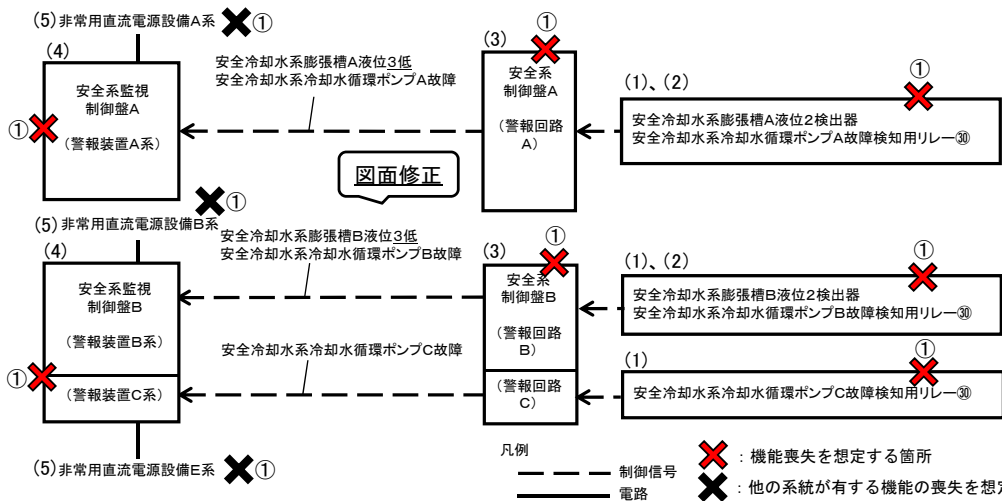 (5)非常用直流電源設備A系
①
(4)
安全系監視
制御盤A
(警報装置A系)
①
安全冷却水系膨張槽A液位3低
安全冷却水系冷却水循環ポンプA故障
(3)
①
安全系
制御盤A
(警報回路
A)
(1)、(2)
①
安全冷却水系膨張槽A液位2検出器
安全冷却水系冷却水循環ポンプA故障検知用リレー㉚
図面修正
①
(5)非常用直流電源設備B系
(4)
安全系監視
制御盤B
(警報装置B系)
①
(警報装置C系)
安全冷却水系膨張槽B液位3低
安全冷却水系冷却水循環ポンプB故障
安全冷却水系冷却水循環ポンプC故障
(3)
①
安全系
制御盤B
(警報回路
B)
(警報回路
C)
(1)、(2)
①
安全冷却水系膨張槽B液位2検出器
安全冷却水系冷却水循環ポンプB故障検知用リレー㉚
(1)
①
安全冷却水系冷却水循環ポンプC故障検知用リレー㉚
(5)非常用直流電源設備E系
①
凡例
制御信号
電路
：機能喪失を想定する箇所
：他の系統が有する機能の喪失を想定